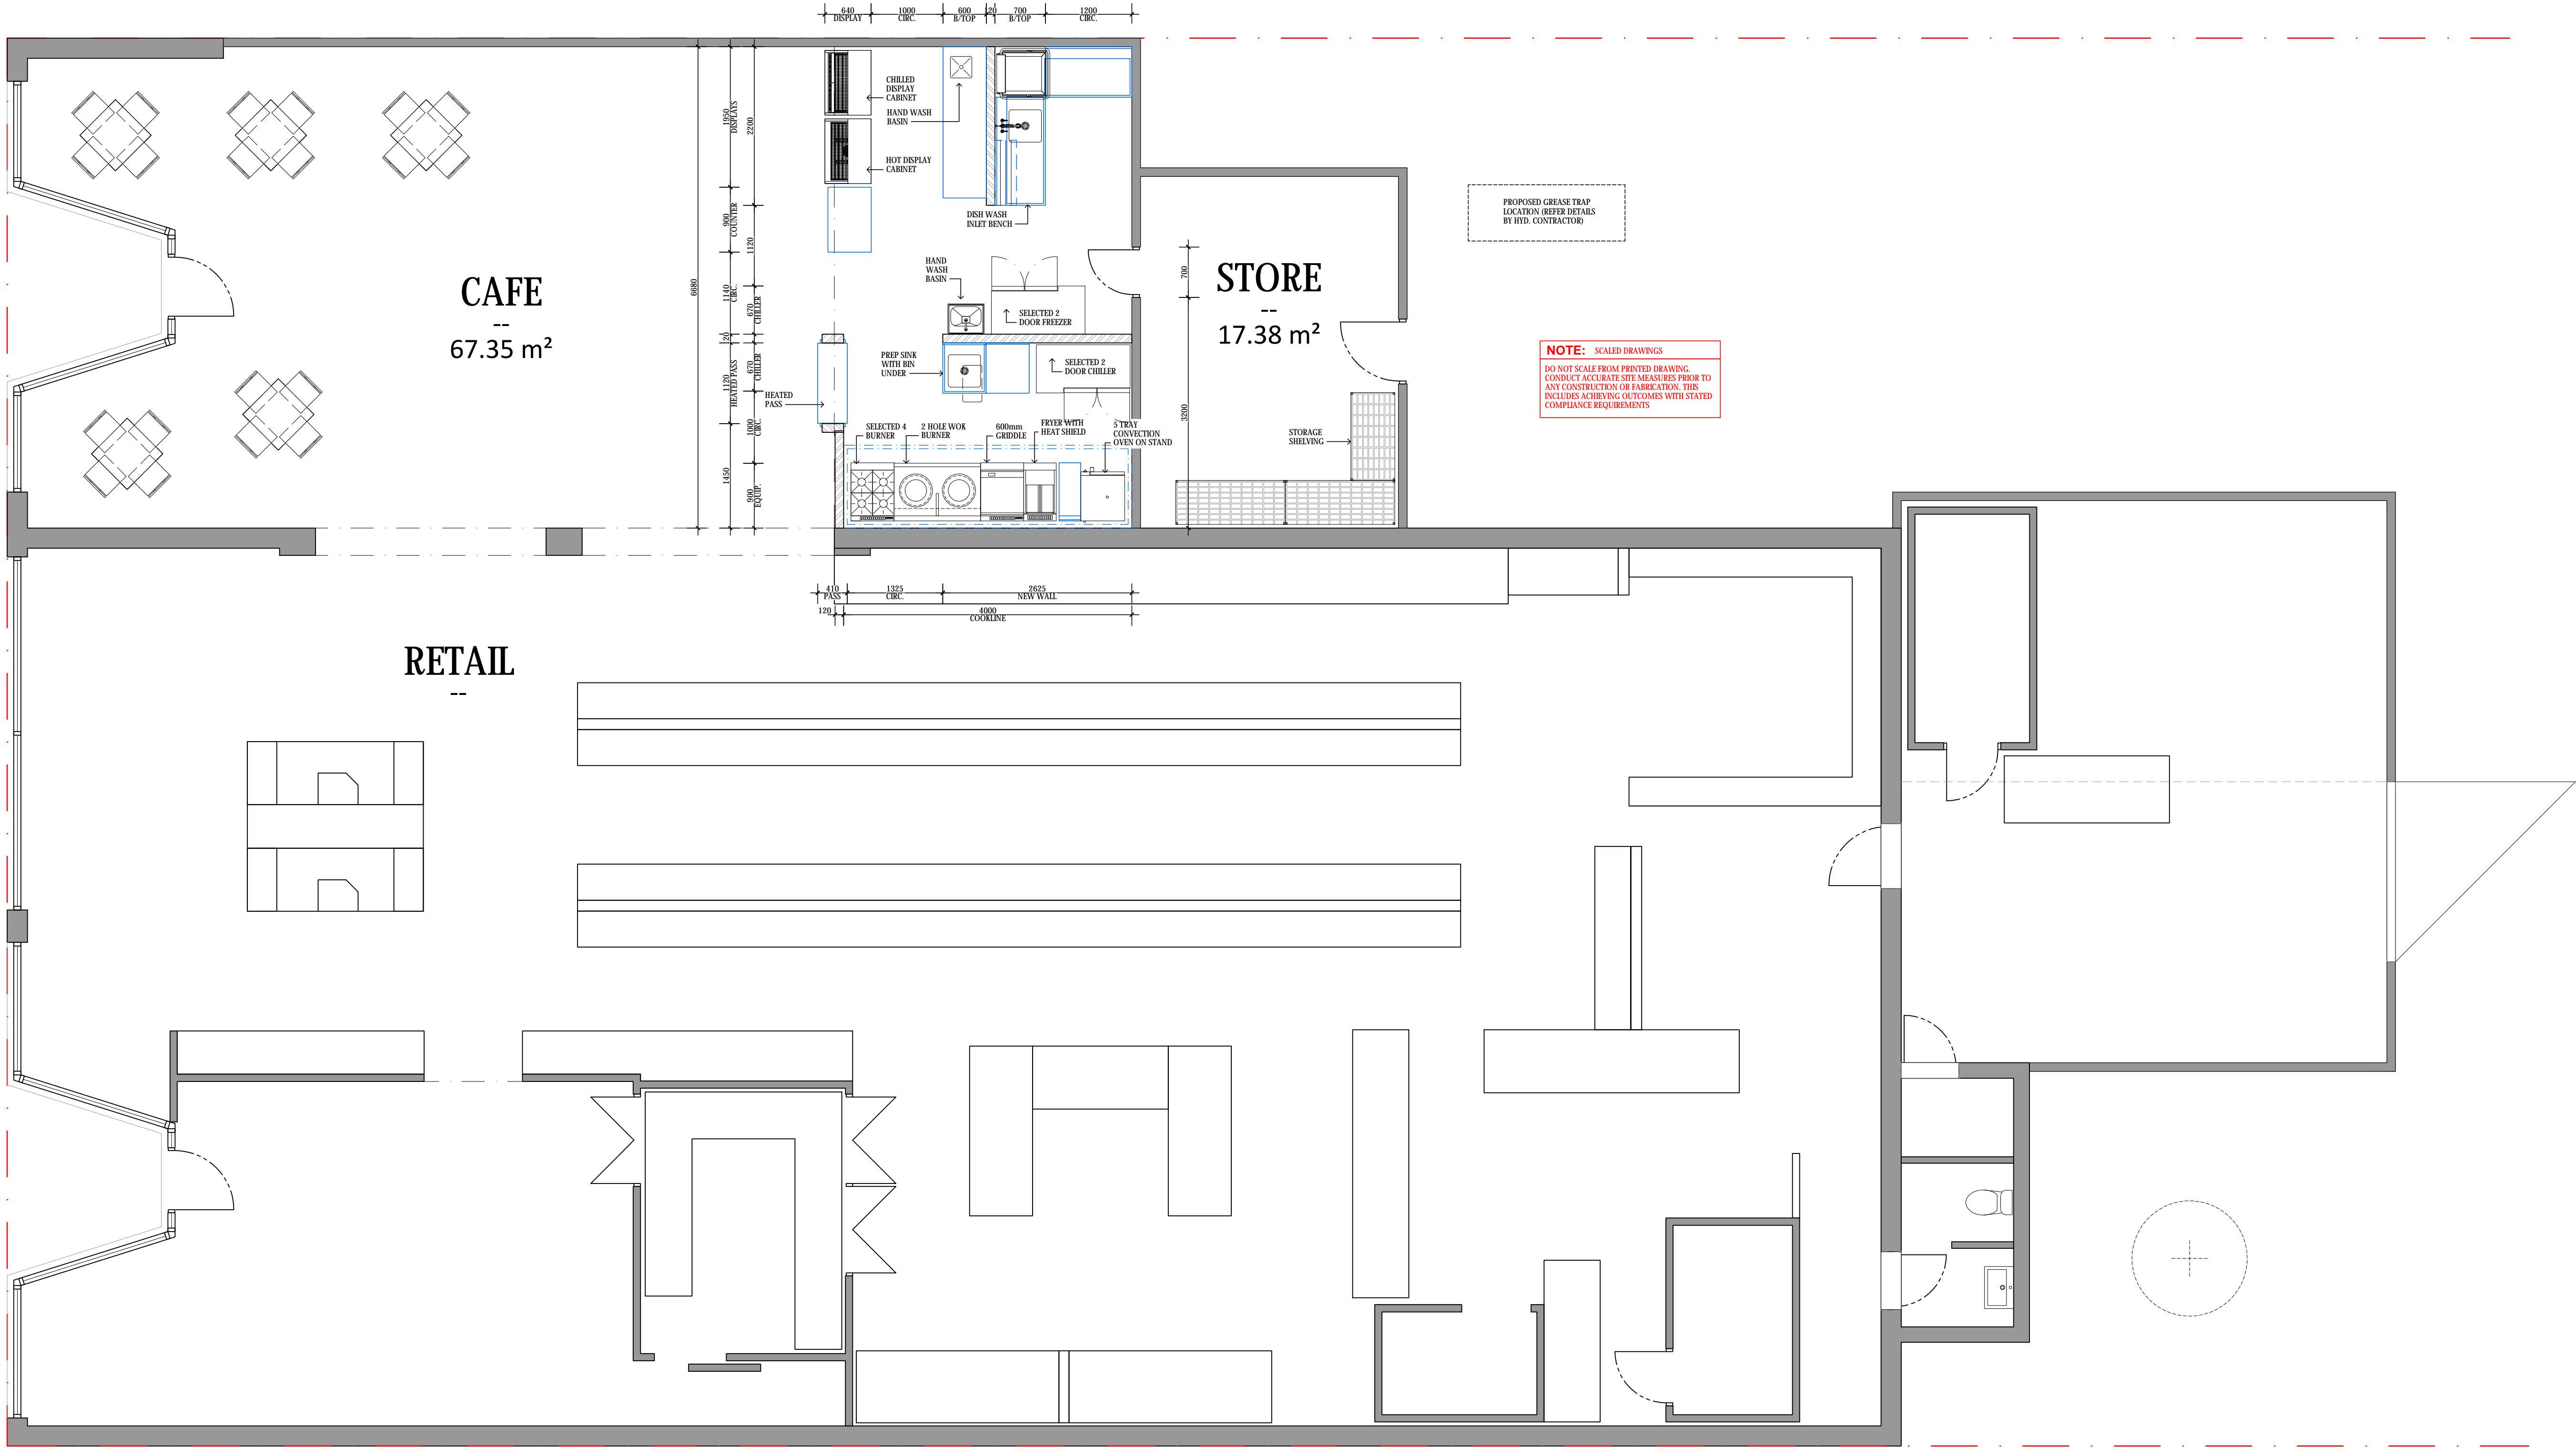 640
DISPLAY
1000
CIRC.
600
B/TOP
120
700
B/TOP
1200
CIRC.
CHILLED
DISPLAY
CABINET
HAND WASH
BASIN
HOT DISPLAY
CABINET
DISH WASH
INLET BENCH
1950
DISPLAYS
2200
900
COUNTER
1120
6680
1140
CIRC.
670
CHILLER
120
1120
HEATED PASS
670
CHILLER
1000
CIRC.
1450
900
EQUIP.
CAFE
--
67.35 m²
HAND
WASH
BASIN
SELECTED 2
DOOR FREEZER
PREP SINK
WITH BIN
UNDER
SELECTED 2
DOOR CHILLER
HEATED
PASS
SELECTED 4
BURNER
2 HOLE WOK
BURNER
600mm
GRIDDLE
FRYER WITH
HEAT SHIELD
5 TRAY
CONVECTION
OVEN ON STAND
700
3200
STORE
--
17.38 m²
STORAGE
SHELVING
PROPOSED GREASE TRAP
LOCATION (REFER DETAILS
BY HYD. CONTRACTOR)
NOTE: SCALED DRAWINGS
DO NOT SCALE FROM PRINTED DRAWING.
CONDUCT ACCURATE SITE MEASURES PRIOR TO
ANY CONSTRUCTION OR FABRICATION. THIS
INCLUDES ACHIEVING OUTCOMES WITH STATED
COMPLIANCE REQUIREMENTS
410
PASS
1325
CIRC.
2625
NEW WALL
120
4000
COOKLINE
RETAIL
--